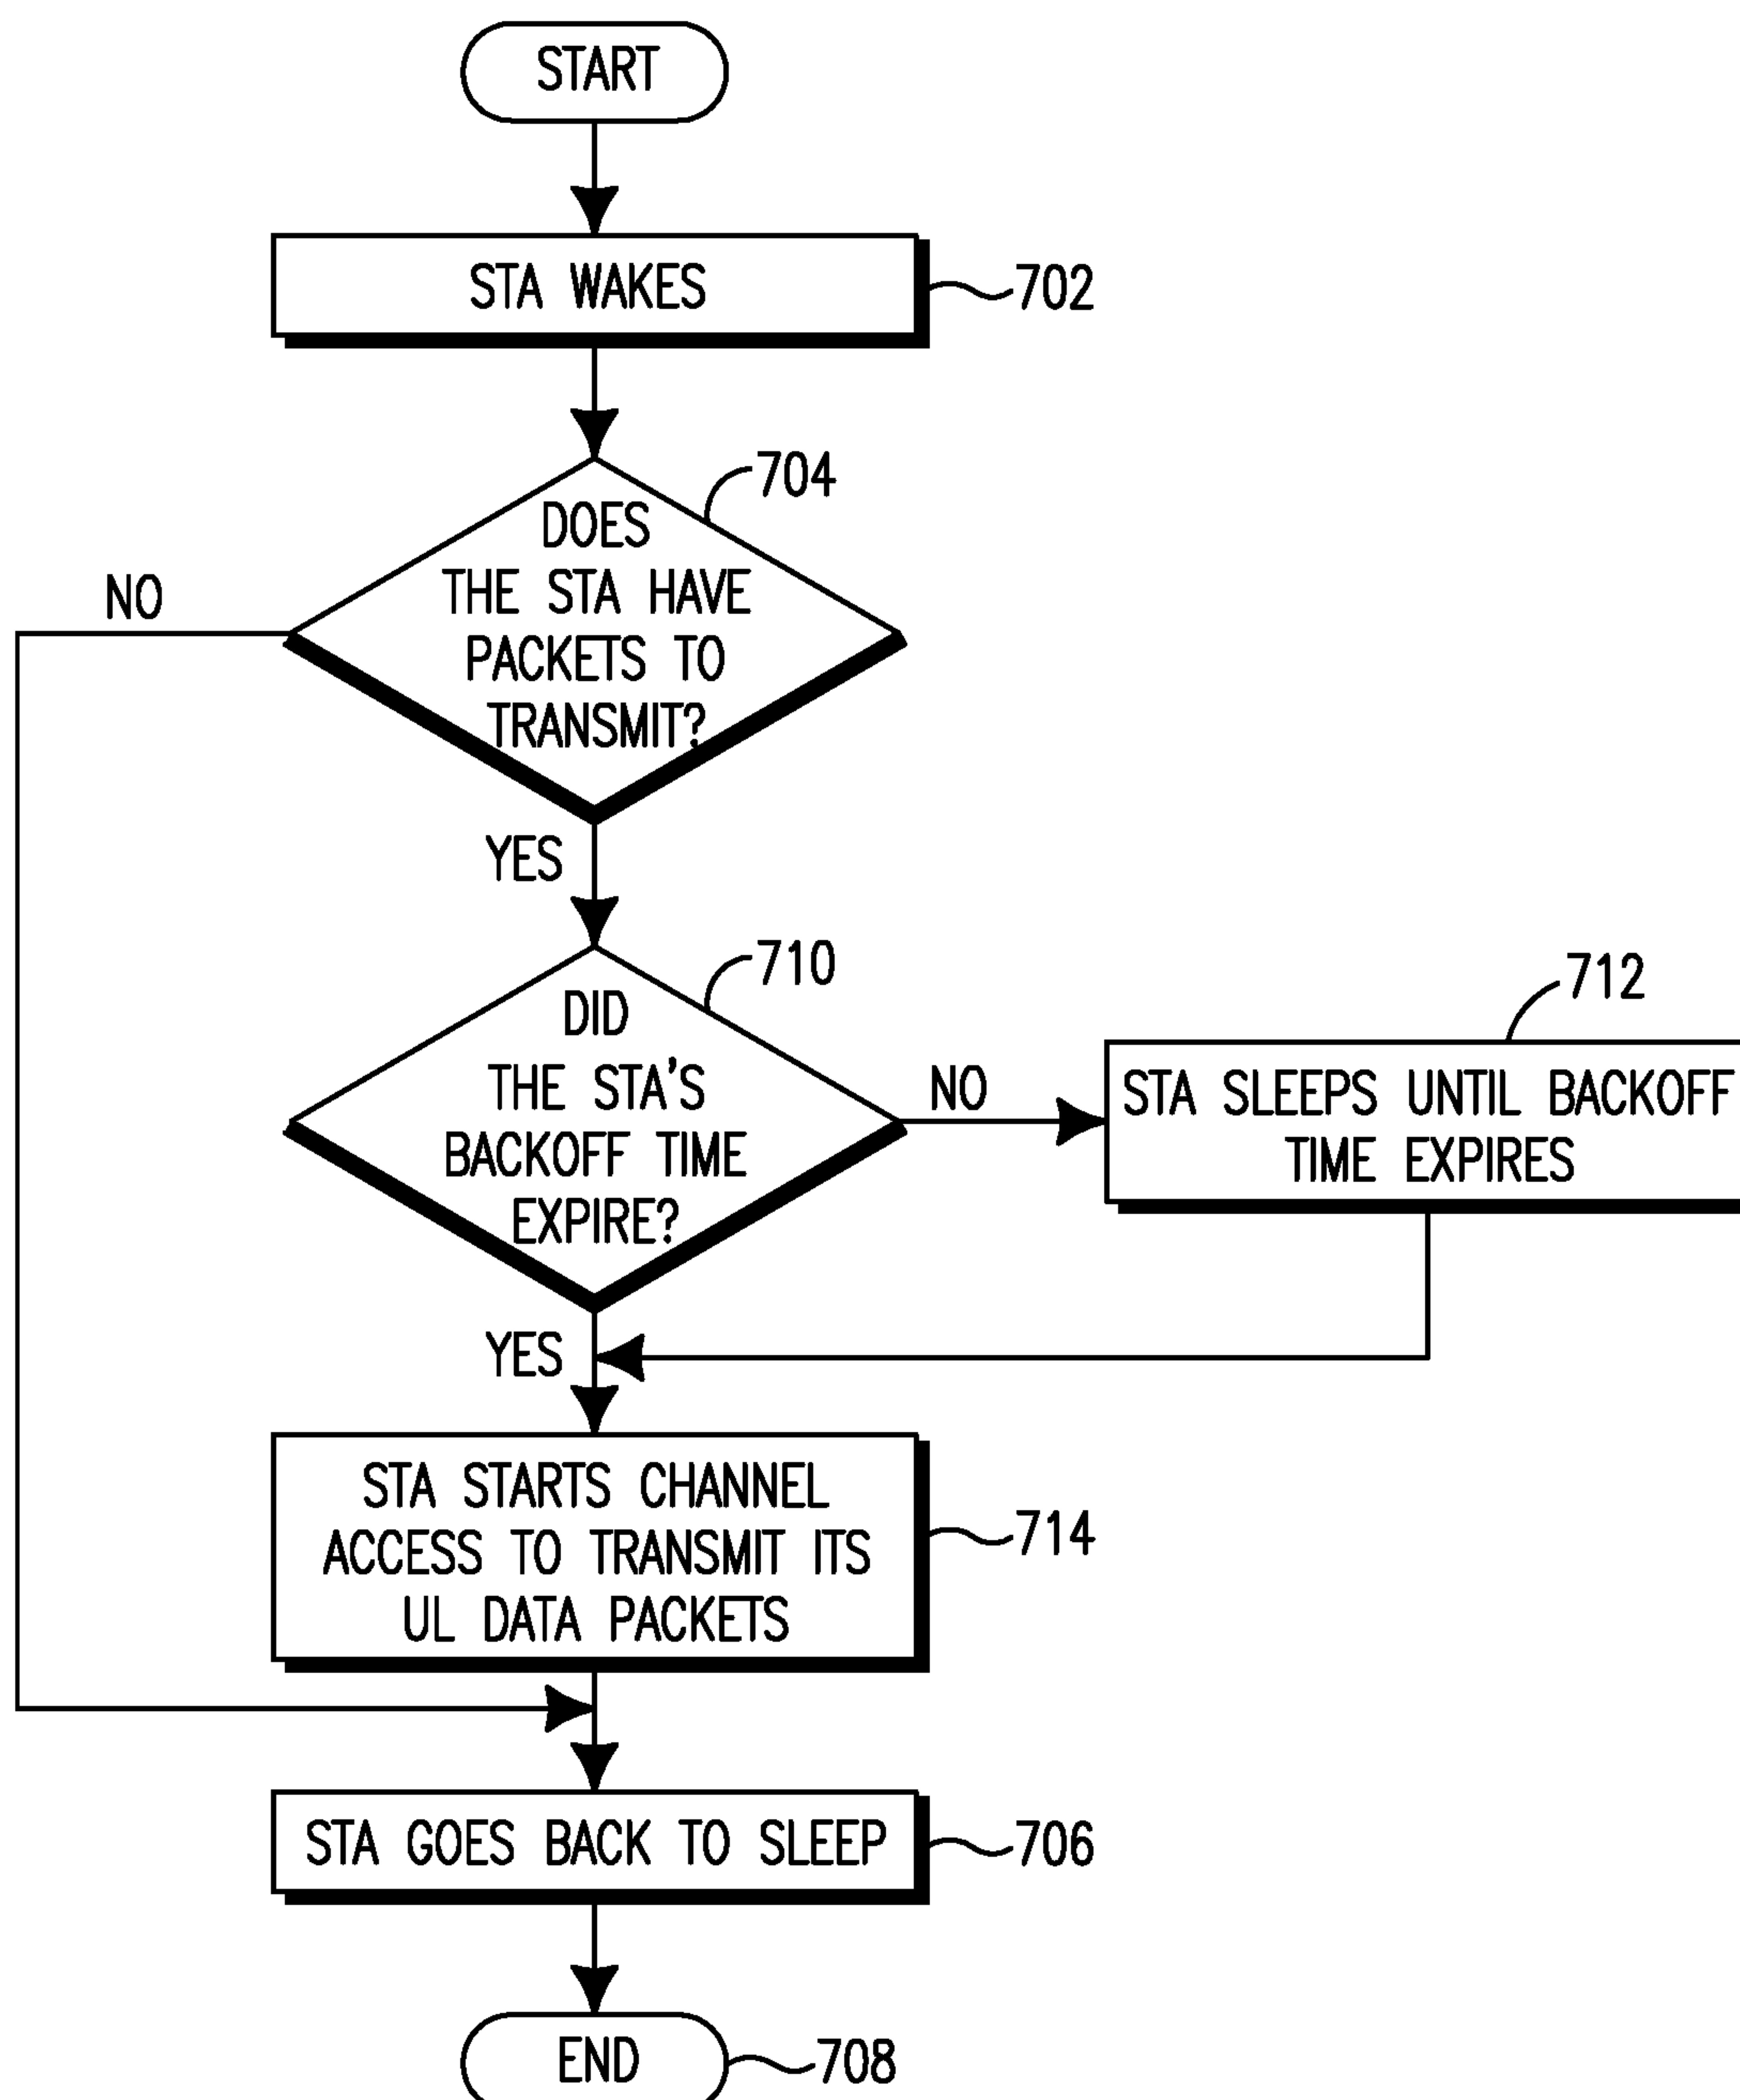 START
STA WAKES
702
704
DOES
THE STA HAVE
PACKETS TO
TRANSMIT?
NO
YES
710
DID
THE STA'S
BACKOFF TIME
EXPIRE?
NO
712
STA SLEEPS UNTIL BACKOFF
TIME EXPIRES
YES
STA STARTS CHANNEL
ACCESS TO TRANSMIT ITS
UL DATA PACKETS
714
STA GOES BACK TO SLEEP
706
END
708